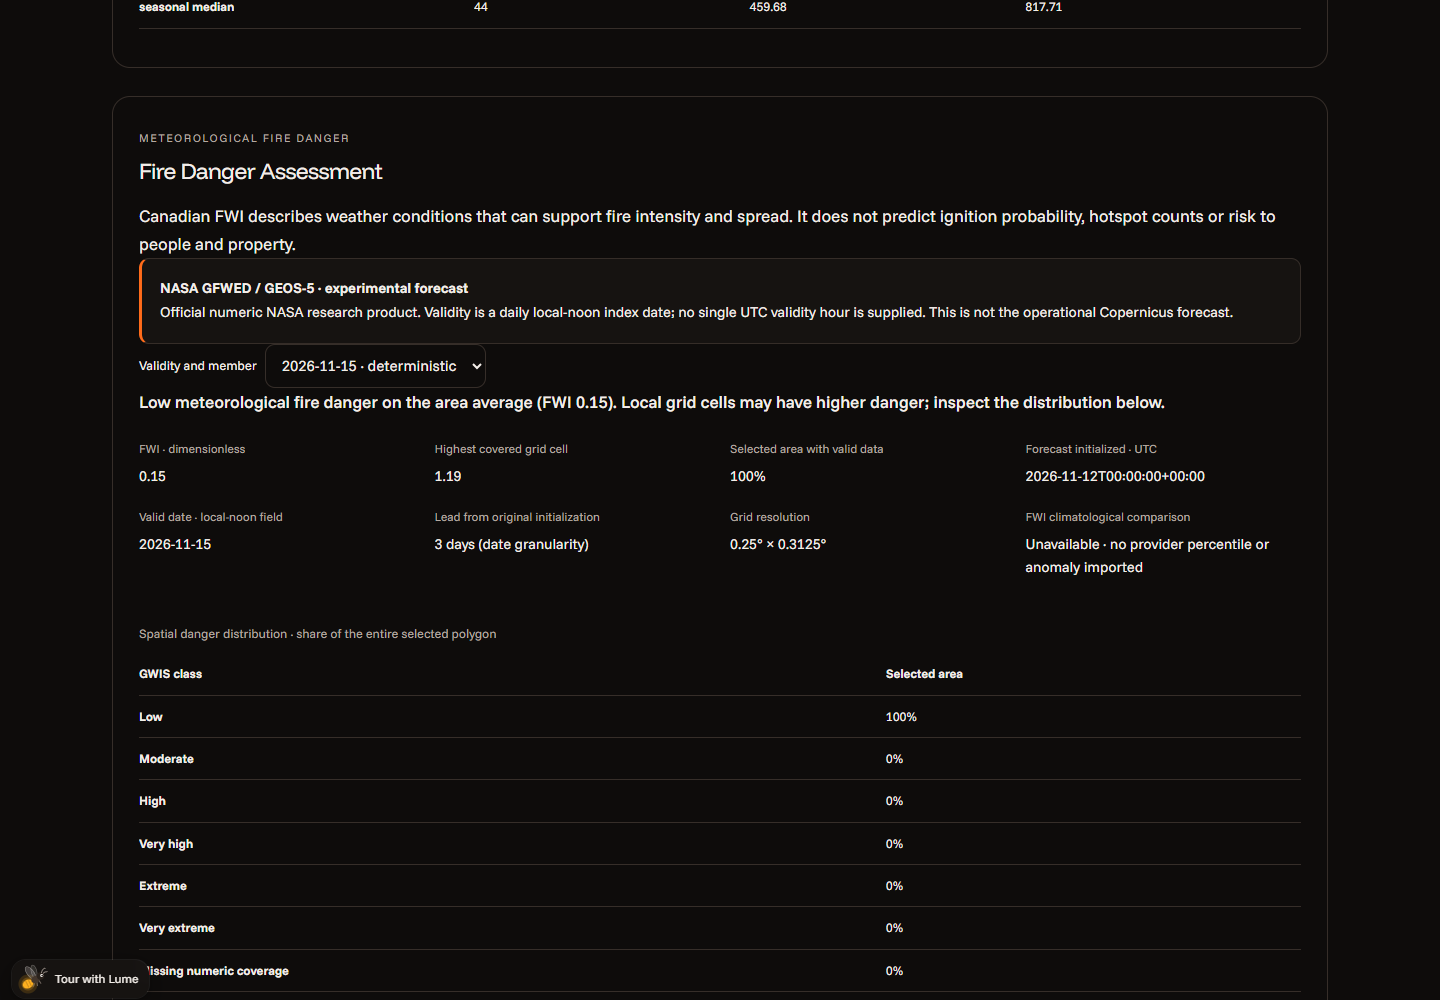 seasonal median 44 459.68 817.71
METEOROLOGICAL FIRE DANGER
Fire Danger Assessment
Canadian FWI describes weather conditions that can support fire intensity and spread. It does not predict ignition probability, hotspot counts or risk to
people and property.
NASA GFWED / GEOS-5 · experimental forecast
Official numeric NASA research product. Validity is a daily local-noon index date; no single UTC validity hour is supplied. This is not the operational Copernicus forecast.
Validity and member 2026-11-15 · deterministic
Low meteorological fire danger on the area average (FWI 0.15). Local grid cells may have higher danger; inspect the distribution below.
FWI · dimensionless Highest covered grid cell Selected area with valid data Forecast initialized · UTC
0.15 1.19 100% 2026-11-12T00:00:00+00:00
Valid date · local-noon field Lead from original initialization Grid resolution FWI climatological comparison
2026-11-15 3 days (date granularity) 0.25° × 0.3125° Unavailable · no provider percentile or
anomaly imported
Spatial danger distribution · share of the entire selected polygon
GWIS class Selected area
Low 100%
Moderate 0%
High 0%
Very high 0%
Extreme 0%
Very extreme 0%
issing numeric coverage 0%
Tour with Lume